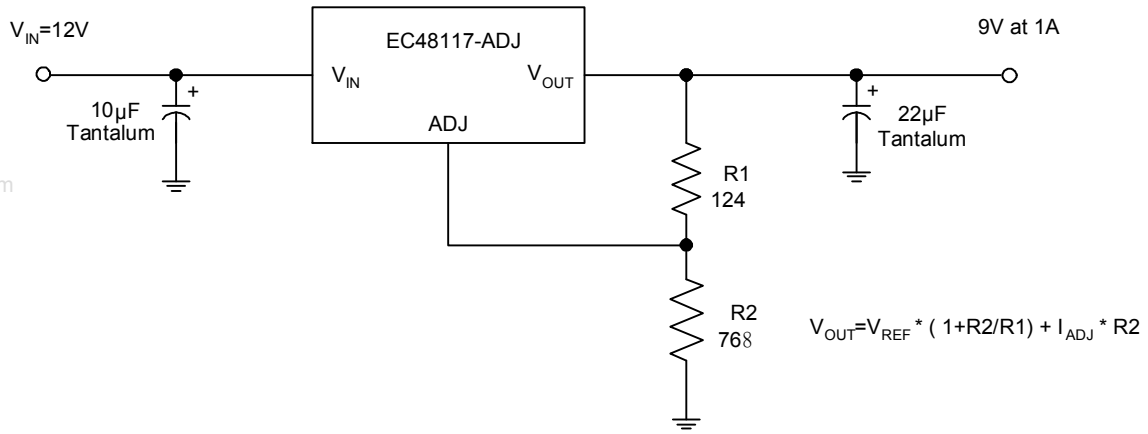 V_IN=12V
9V at 1A
EC48117-ADJ
V_IN
V_OUT
ADJ
+
10µF
Tantalum
+
22µF
Tantalum
R1
124
R2
768
V_OUT=V_REF * ( 1+R2/R1) + I_ADJ * R2
m